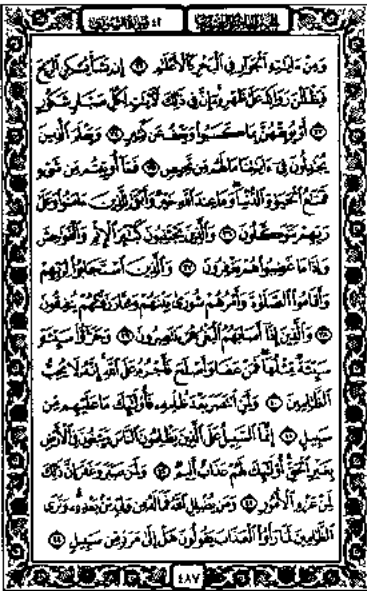 ٤٢ سورة الشورى
وَمِنْ ءَايَٰتِهِ ٱلْجَوَارِ فِي ٱلْبَحْرِ كَٱلْأَعْلَٰمِ ٣٢ إِن يَشَأْ يُسْكِنِ ٱلرِّيحَ
فَيَظْلَلْنَ رَوَاكِدَ عَلَىٰ ظَهْرِهِۦٓ إِنَّ فِي ذَٰلِكَ لَأٓيَٰتٍ لِّكُلِّ صَبَّارٍ شَكُورٍ
٣٣ أَوْ يُوبِقْهُنَّ بِمَا كَسَبُوا۟ وَيَعْفُ عَن كَثِيرٍ ٣٤ وَيَعْلَمَ ٱلَّذِينَ
يُجَٰدِلُونَ فِيٓ ءَايَٰتِنَا مَا لَهُم مِّن مَّحِيصٍ ٣٥ فَمَآ أُوتِيتُم مِّن شَيْءٍ
فَمَتَٰعُ ٱلْحَيَوٰةِ ٱلدُّنْيَا وَمَا عِندَ ٱللَّهِ خَيْرٌ وَأَبْقَىٰ لِلَّذِينَ ءَامَنُوا۟ وَعَلَىٰ
رَبِّهِمْ يَتَوَكَّلُونَ ٣٦ وَٱلَّذِينَ يَجْتَنِبُونَ كَبَٰٓئِرَ ٱلْإِثْمِ وَٱلْفَوَٰحِشَ
وَإِذَا مَا غَضِبُوا۟ هُمْ يَغْفِرُونَ ٣٧ وَٱلَّذِينَ ٱسْتَجَابُوا۟ لِرَبِّهِمْ
وَأَقَامُوا۟ ٱلصَّلَوٰةَ وَأَمْرُهُمْ شُورَىٰ بَيْنَهُمْ وَمِمَّا رَزَقْنَٰهُمْ يُنفِقُونَ
٣٨ وَٱلَّذِينَ إِذَآ أَصَابَهُمُ ٱلْبَغْيُ هُمْ يَنتَصِرُونَ ٣٩ وَجَزَٰٓؤُا۟ سَيِّئَةٍ
سَيِّئَةٌ مِّثْلُهَا فَمَنْ عَفَا وَأَصْلَحَ فَأَجْرُهُۥ عَلَى ٱللَّهِ إِنَّهُۥ لَا يُحِبُّ
ٱلظَّٰلِمِينَ ٤٠ وَلَمَنِ ٱنتَصَرَ بَعْدَ ظُلْمِهِۦ فَأُو۟لَٰٓئِكَ مَا عَلَيْهِم مِّن
سَبِيلٍ ٤١ إِنَّمَا ٱلسَّبِيلُ عَلَى ٱلَّذِينَ يَظْلِمُونَ ٱلنَّاسَ وَيَبْغُونَ فِي ٱلْأَرْضِ
بِغَيْرِ ٱلْحَقِّ أُو۟لَٰٓئِكَ لَهُمْ عَذَابٌ أَلِيمٌ ٤٢ وَلَمَن صَبَرَ وَغَفَرَ إِنَّ ذَٰلِكَ
لَمِنْ عَزْمِ ٱلْأُمُورِ ٤٣ وَمَن يُضْلِلِ ٱللَّهُ فَمَا لَهُۥ مِن وَلِيٍّ مِّنۢ بَعْدِهِۦ وَتَرَى
ٱلظَّٰلِمِينَ لَمَّا رَأَوُا۟ ٱلْعَذَابَ يَقُولُونَ هَلْ إِلَىٰ مَرَدٍّ مِّن سَبِيلٍ ٤٤
٤٨٧